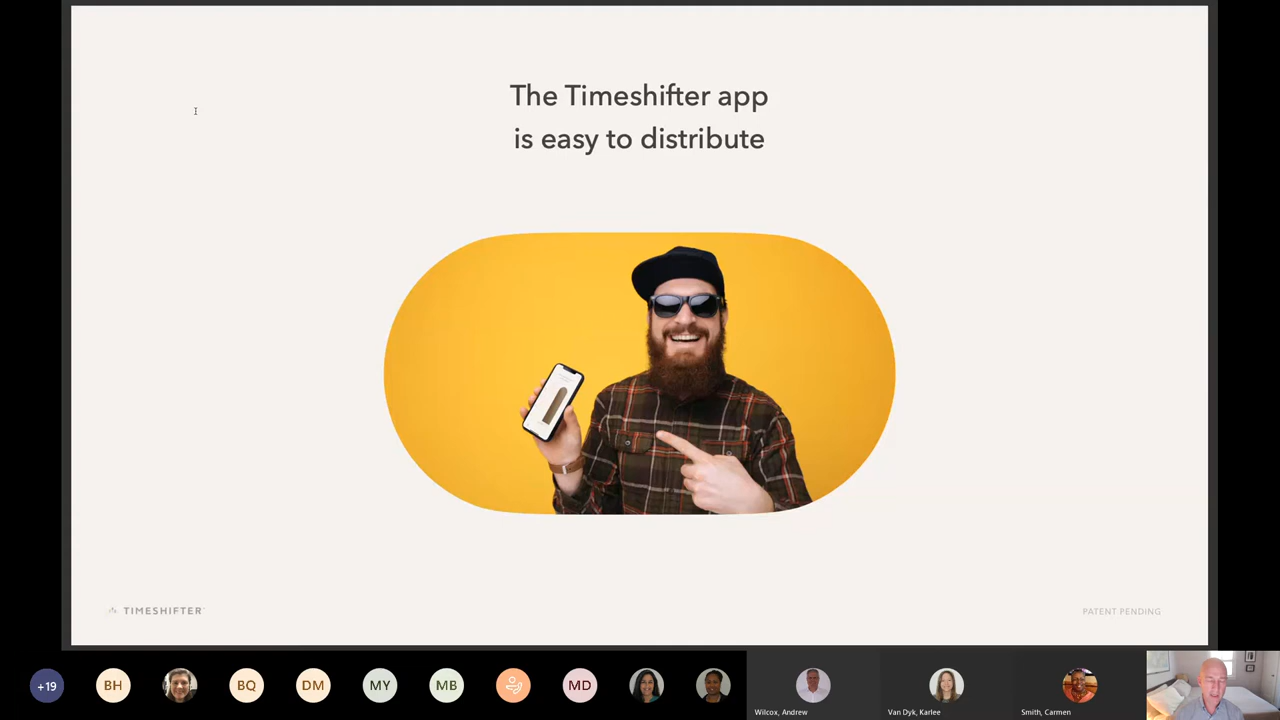 The Timeshifter app
is easy to distribute
TIMESHIFTER
PATENT PENDING
+19
BH
BQ
DM
MY
MB
MD
Wilcox, Andrew
Van Dyk, Karlee
Smith, Carmen